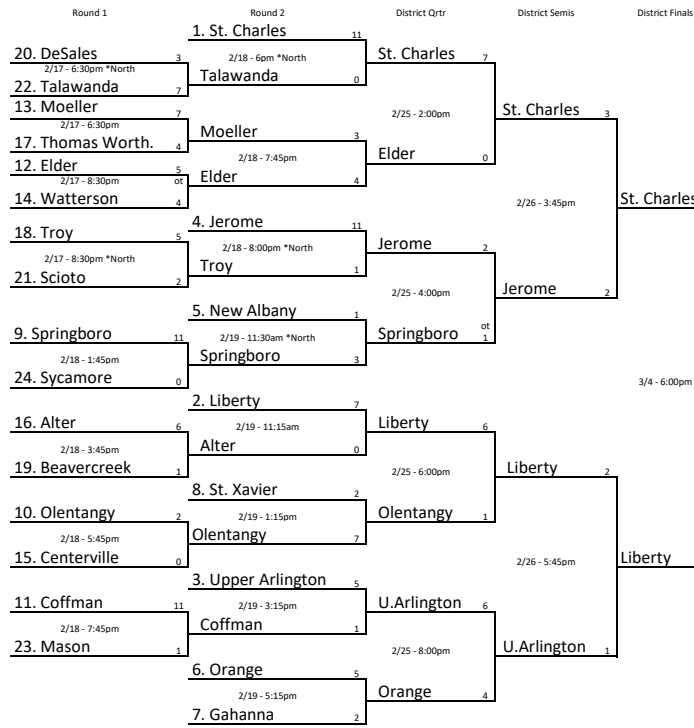 Round 1 Round 2 District Qrtr District Semis District Finals
1. St. Charles 11
20. DeSales 3 2/18 - 6pm *North St. Charles 7
2/17 - 6:30pm *North Talawanda 0
22. Talawanda 7
13. Moeller 7 2/25 - 2:00pm St. Charles 3
2/17 - 6:30pm Moeller 3
17. Thomas Worth. 4 2/18 - 7:45pm Elder 0
12. Elder 5
2/17 - 8:30pm ot Elder 4
14. Watterson 4 2/26 - 3:45pm St. Charles
18. Troy 5 4. Jerome 11
2/17 - 8:30pm *North 2/18 - 8:00pm *North Jerome 2
21. Scioto 2 Troy 1
2/25 - 4:00pm Jerome 2
5. New Albany 1
9. Springboro 11 2/19 - 11:30am *North Springboro ot 1
2/18 - 1:45pm Springboro 3
24. Sycamore 0 3/4 - 6:00pm
2. Liberty 7
16. Alter 6 2/19 - 11:15am Liberty 6
2/18 - 3:45pm Alter 0
19. Beavercreek 1 2/25 - 6:00pm Liberty 2
8. St. Xavier 2
10. Olentangy 2 2/19 - 1:15pm Olentangy 1
2/18 - 5:45pm Olentangy 7
15. Centerville 0 2/26 - 5:45pm Liberty
3. Upper Arlington 5
11. Coffman 11 2/19 - 3:15pm U.Arlington 6
2/18 - 7:45pm Coffman 1
23. Mason 1 2/25 - 8:00pm U.Arlington 1
6. Orange 5
2/19 - 5:15pm Orange 4
7. Gahanna 2